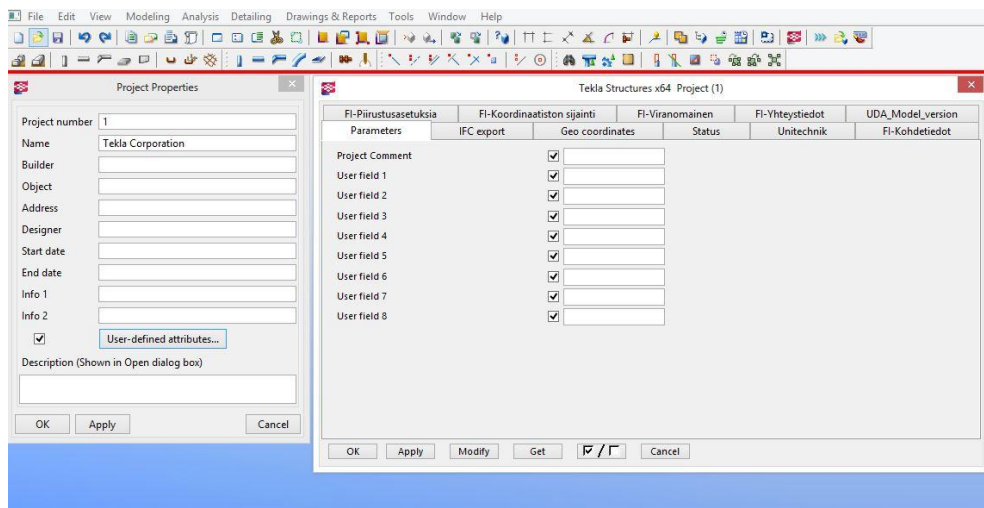 File Edit View Modeling Analysis Detailing Drawings & Reports Tools Window Help
Project Properties
Project number 1
Name Tekla Corporation
Builder
Object
Address
Designer
Start date
End date
Info 1
Info 2
User-defined attributes...
Description (Shown in Open dialog box)
OK Apply Cancel
Tekla Structures x64 Project (1)
FI-Piirustusasetuksia FI-Koordinaatiston sijainti FI-Viranomainen FI-Yhteystiedot UDA_Model_version
Parameters IFC export Geo coordinates Status Unitechnik FI-Kohdetiedot
Project Comment
User field 1
User field 2
User field 3
User field 4
User field 5
User field 6
User field 7
User field 8
OK Apply Modify Get / Cancel